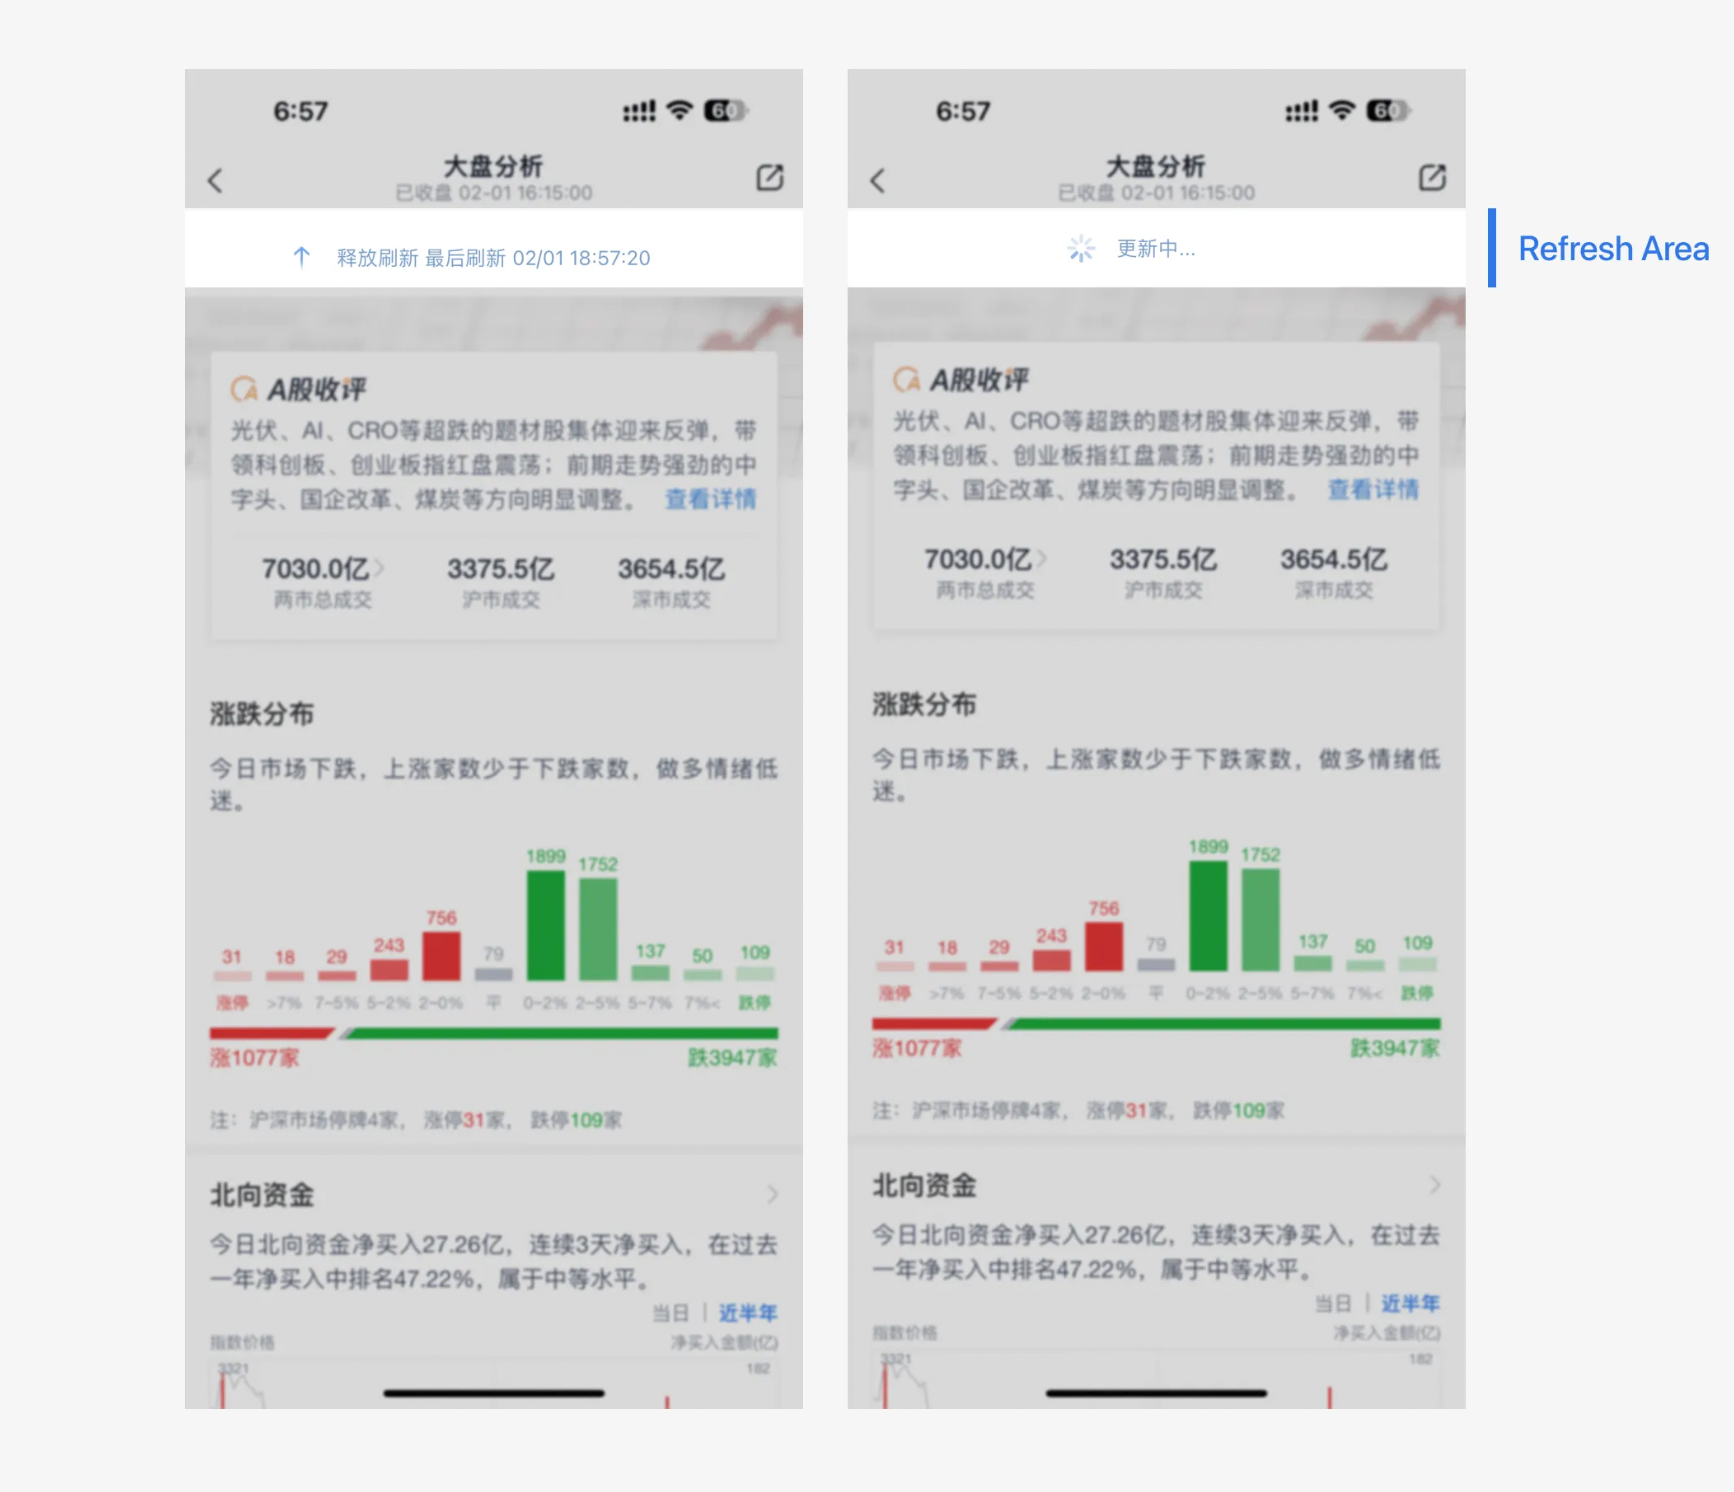 6:57
60
大盘分析
已收盘 02-01 16:15:00
释放刷新 最后刷新 02/01 18:57:20
A股收评
光伏、AI、CRO等超跌的题材股集体迎来反弹，带
领科创板、创业板指红盘震荡；前期走势强劲的中
字头、国企改革、煤炭等方向明显调整。 查看详情
7030.0亿 3375.5亿 3654.5亿
两市总成交 沪市成交 深市成交
涨跌分布
今日市场下跌，上涨家数少于下跌家数，做多情绪低
迷。
31 18 29 243 756 79 1899 1752 137 50 109
涨停 >7% 7-5% 5-2% 2-0% 平 0-2% 2-5% 5-7% 7%< 跌停
涨1077家 跌3947家
注：沪深市场停牌4家， 涨停31家， 跌停109家
北向资金
今日北向资金净买入27.26亿，连续3天净买入，在过去
一年净买入中排名47.22%，属于中等水平。
当日 | 近半年
指数价格 净买入金额(亿)
3321 182
6:57
60
大盘分析
已收盘 02-01 16:15:00
更新中...
A股收评
光伏、AI、CRO等超跌的题材股集体迎来反弹，带
领科创板、创业板指红盘震荡；前期走势强劲的中
字头、国企改革、煤炭等方向明显调整。 查看详情
7030.0亿 3375.5亿 3654.5亿
两市总成交 沪市成交 深市成交
涨跌分布
今日市场下跌，上涨家数少于下跌家数，做多情绪低
迷。
31 18 29 243 756 79 1899 1752 137 50 109
涨停 >7% 7-5% 5-2% 2-0% 平 0-2% 2-5% 5-7% 7%< 跌停
涨1077家 跌3947家
注：沪深市场停牌4家， 涨停31家， 跌停109家
北向资金
今日北向资金净买入27.26亿，连续3天净买入，在过去
一年净买入中排名47.22%，属于中等水平。
当日 | 近半年
指数价格 净买入金额(亿)
3321 182
Refresh Area